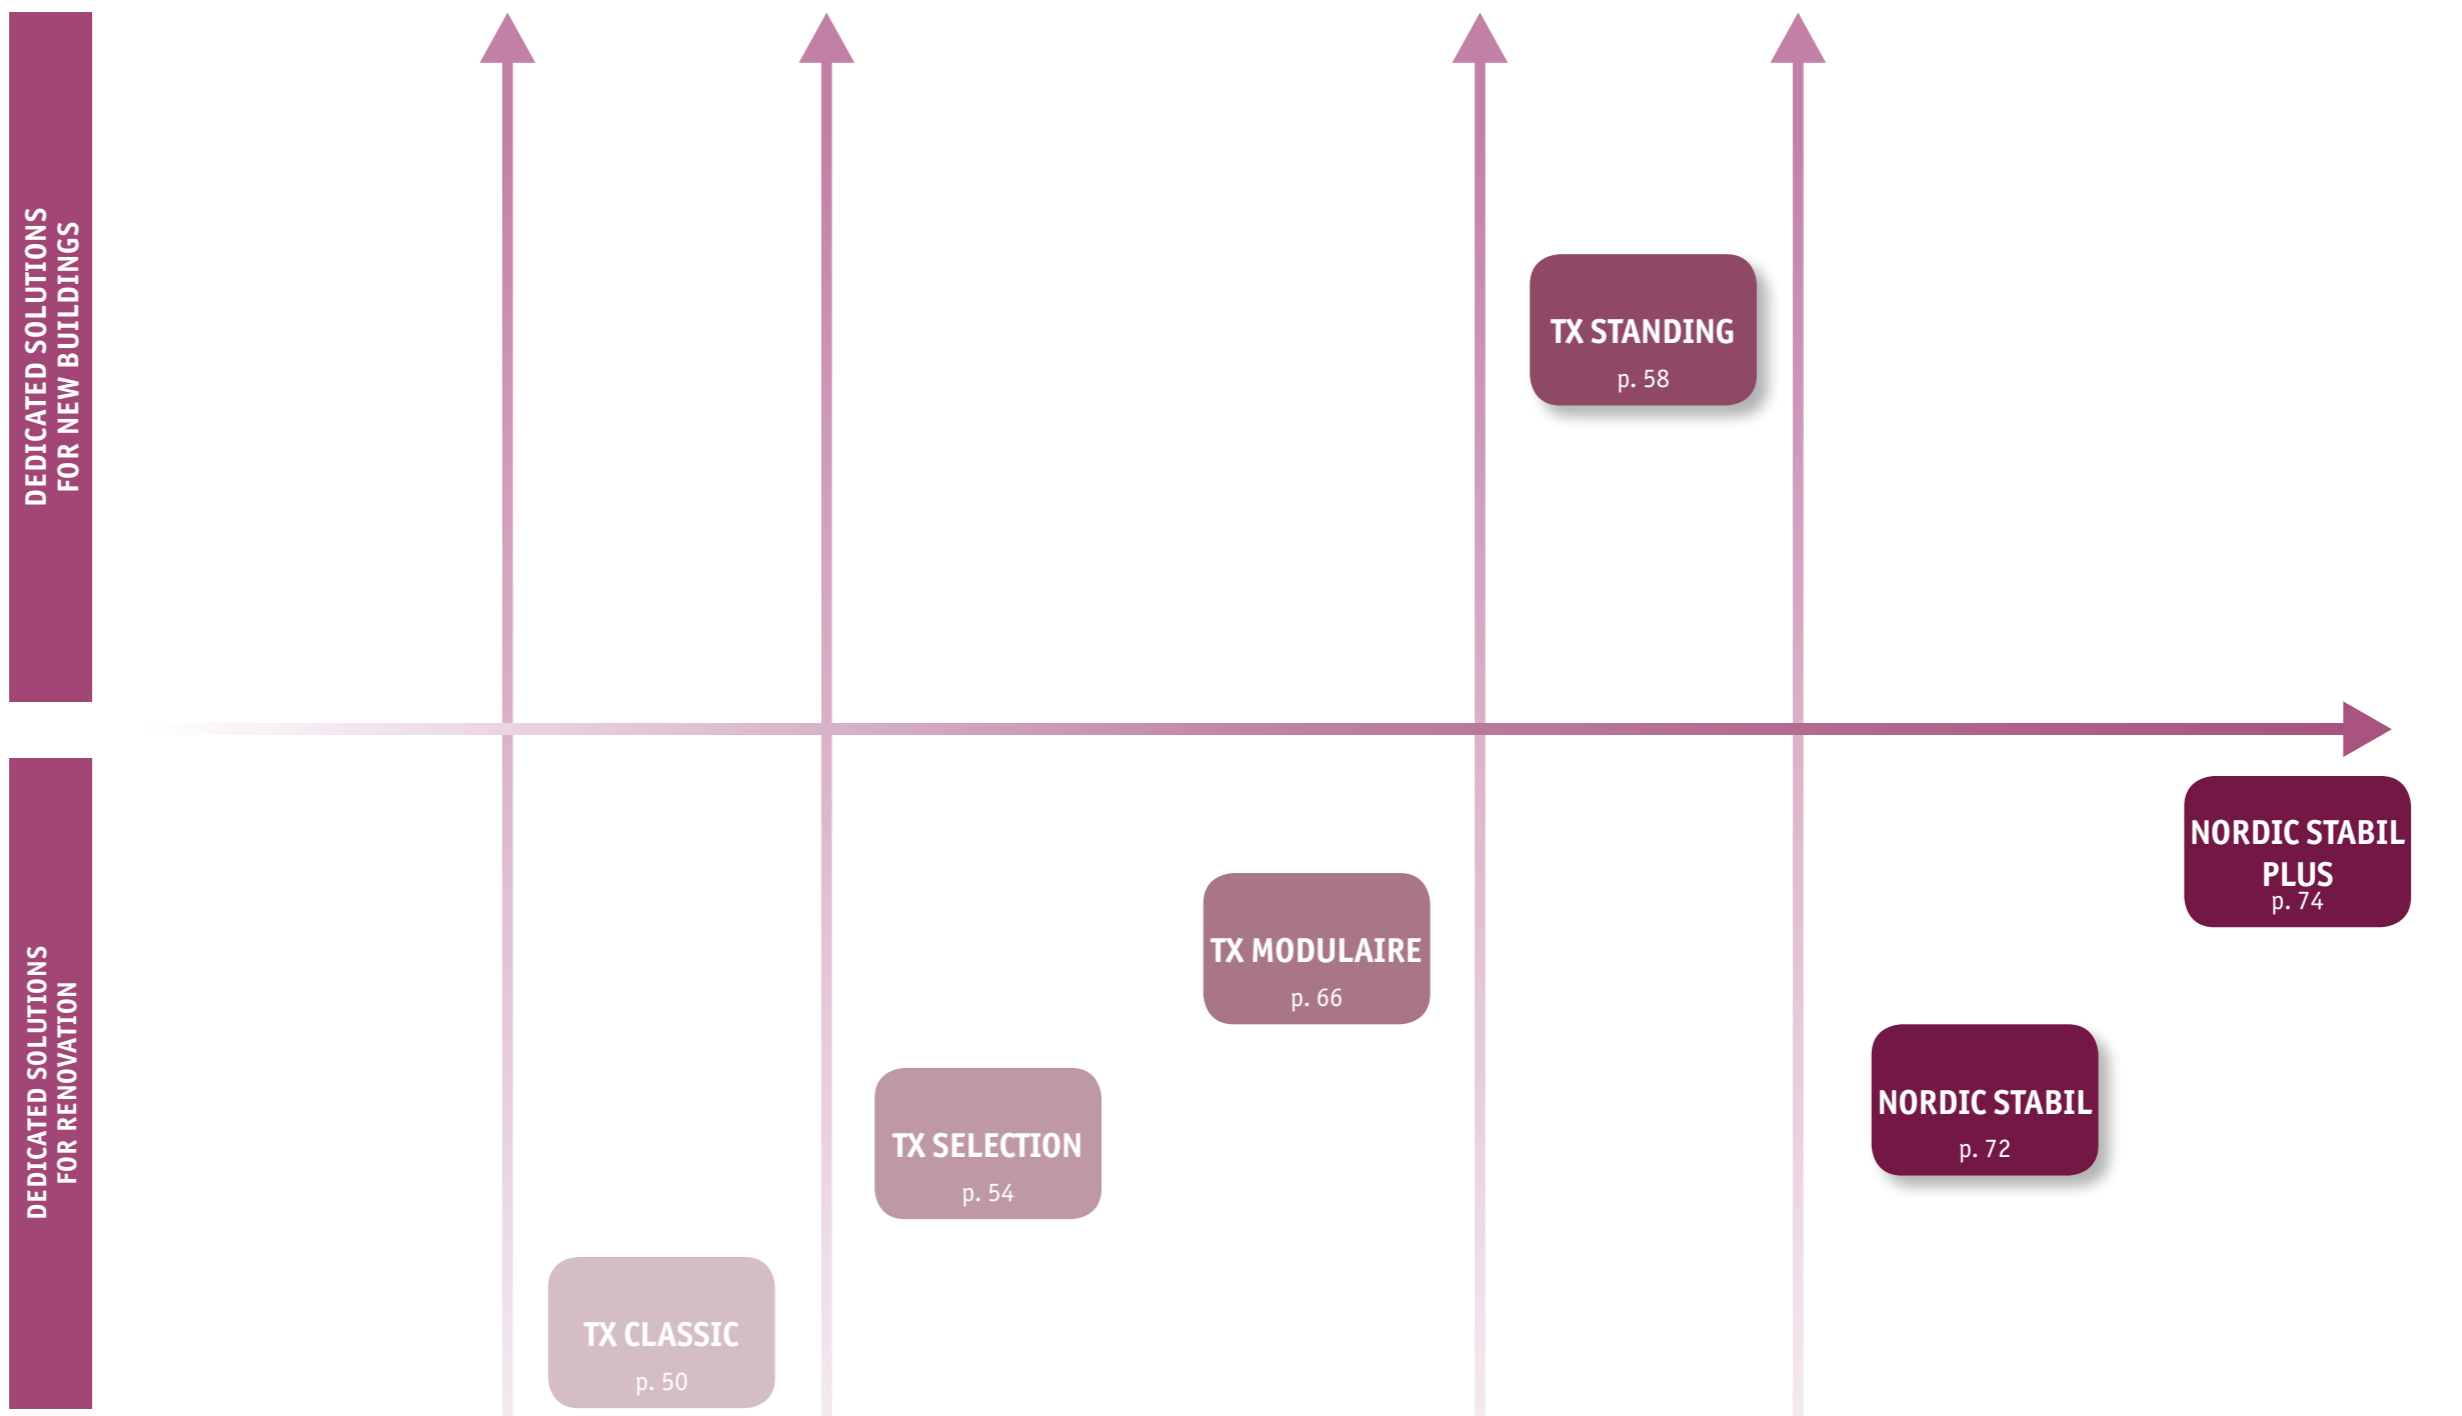 DEDICATED SOLUTIONS
FOR NEW BUILDINGS
TX STANDING
p. 58
DEDICATED SOLUTIONS
FOR RENOVATION
NORDIC STABIL
PLUS
p. 74
TX MODULAIRE
p. 66
NORDIC STABIL
p. 72
TX SELECTION
p. 54
TX CLASSIC
p. 50